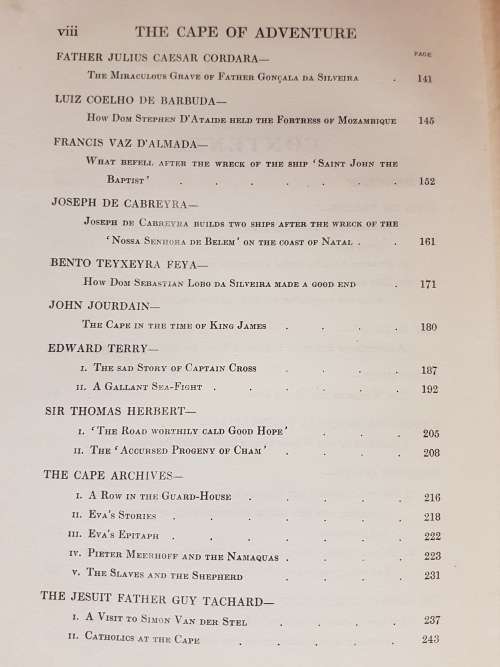 viii THE CAPE OF ADVENTURE
PAGE
FATHER JULIUS CAESAR CORDARA—
The Miraculous Grave of Father Gonçala da Silveira . 141
LUIZ COELHO DE BARBUDA—
How Dom Stephen D'Ataide held the Fortress of Mozambique 145
FRANCIS VAZ D'ALMADA—
What befell after the wreck of the ship ‘Saint John the
Baptist’ . . . . . . . 152
JOSEPH DE CABREYRA—
Joseph de Cabreyra builds two ships after the wreck of the
‘Nossa Senhora de Belem’ on the coast of Natal . . 161
BENTO TEYXEYRA FEYA—
How Dom Sebastian Lobo da Silveira made a good end . 171
JOHN JOURDAIN—
The Cape in the time of King James . . . . 180
EDWARD TERRY—
I. The sad Story of Captain Cross . . . . 187
II. A Gallant Sea-Fight . . . . . . 192
SIR THOMAS HERBERT—
I. ‘The Road worthily cald Good Hope’ . . . 205
II. The ‘Accursed Progeny of Cham’ . . . . 208
THE CAPE ARCHIVES—
I. A Row in the Guard-House . . . . . 216
II. Eva's Stories . . . . . . . 218
III. Eva's Epitaph . . . . . . . 222
IV. Pieter Meerhoff and the Namaquas . . . . 223
V. The Slaves and the Shepherd . . . . 231
THE JESUIT FATHER GUY TACHARD—
I. A Visit to Simon Van der Stel . . . . 237
II. Catholics at the Cape . . . . . 243